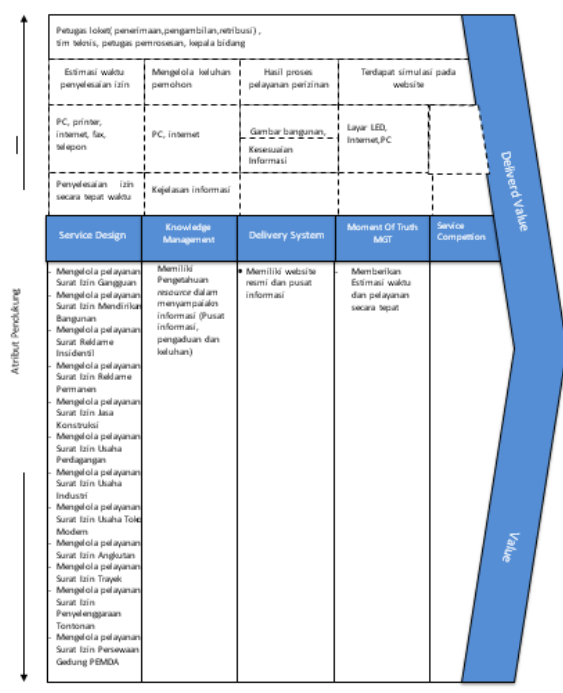 Petugas loket( penerimaan,pengambilan,retribusi) ,
tim teknis, petugas pemrosesan, kepala bidang
Estimasi waktu
penyelesaian izin
Mengelola keluhan
pemohon
Hasil proses
pelayanan perizinan
Terdapat simulasi pada
website
PC, printer,
internet, fax,
telepon
PC, internet
Gambar bangunan,
Kesesuaian
Informasi
Layar LED,
Internet,PC
Penyelesaian izin
secara tepat waktu
Kejelasan informasi
Service Design
Knowledge
Management
Delivery System
Moment Of Truth
MGT
Service
Competition
- Mengelola pelayanan
Surat Izin Gangguan
- Mengelola pelayanan
Surat Izin Mendirikan
Bangunan
- Mengelola pelayanan
Surat Reklame
Insidentil
- Mengelola pelayanan
Surat Izin Reklame
Permanen
- Mengelola pelayanan
Surat Izin Jasa
Konstruksi
- Mengelola pelayanan
Surat Izin Usaha
Perdagangan
- Mengelola pelayanan
Surat Izin Usaha
Industri
- Mengelola pelayanan
Surat Izin Usaha Toko
Modern
- Mengelola pelayanan
Surat Izin Angkutan
- Mengelola pelayanan
Surat Izin Trayek
- Mengelola pelayanan
Surat Izin
Penyelenggaraan
Tontonan
- Mengelola pelayanan
Surat Izin Persewaan
Gedung PEMDA
Memiliki
Pengetahuan
resource dalam
menyampaiakn
informasi (Pusat
informasi,
pengaduan dan
keluhan)
• Memiliki website
resmi dan pusat
informasi
- Memberikan
Estimasi waktu
dan pelayanan
secara tepat
Atribut Pendukung
Deliverd Value
Value